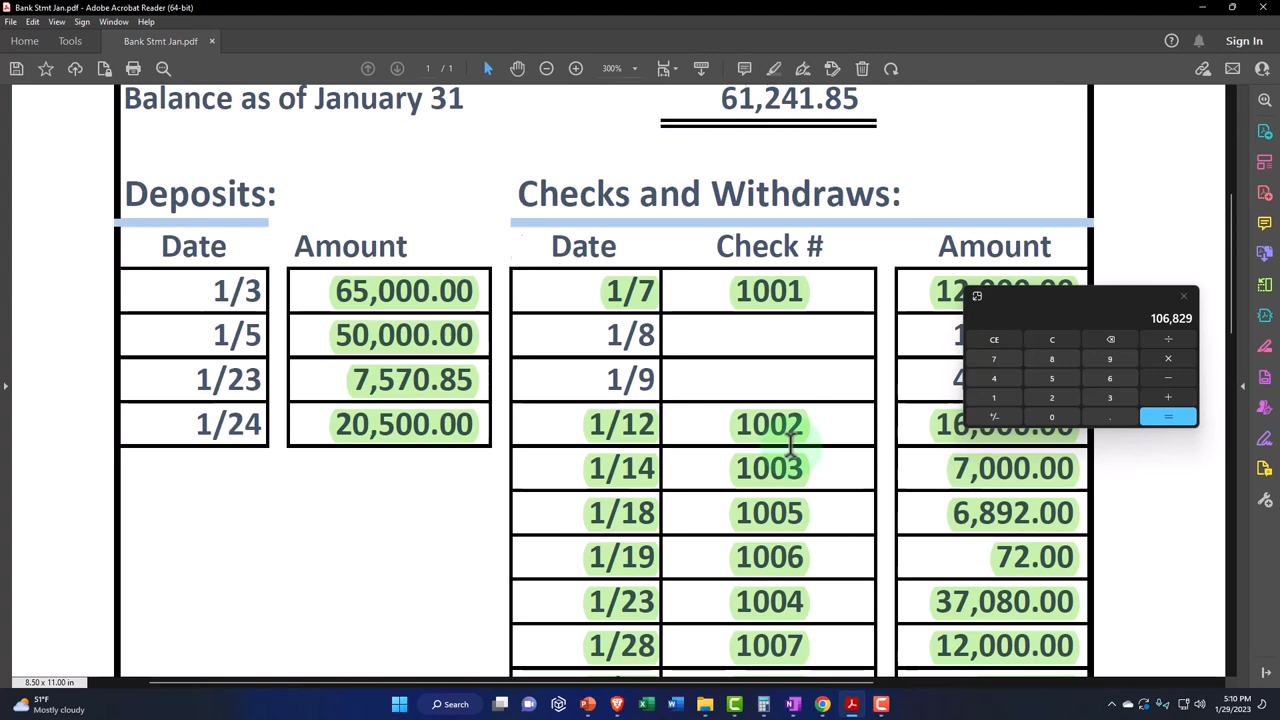 Bank Stmt Jan.pdf - Adobe Acrobat Reader (64-bit)
File Edit View Sign Window Help
Home Tools Bank Stmt Jan.pdf × Sign In
1 / 1 300%
Balance as of January 31 61,241.85
Deposits: Checks and Withdraws:
Date Amount Date Check # Amount
1/3 65,000.00 1/7 1001
1/5 50,000.00 1/8
1/23 7,570.85 1/9
1/24 20,500.00 1/12 1002
1/14 1003 7,000.00
1/18 1005 6,892.00
1/19 1006 72.00
1/23 1004 37,080.00
1/28 1007 12,000.00
106,829
CE C ÷
7 8 9 ×
4 5 6 −
1 2 3 +
+/− 0 . =
8.50 x 11.00 in
51°F
Mostly cloudy
Search
5:10 PM
1/29/2023